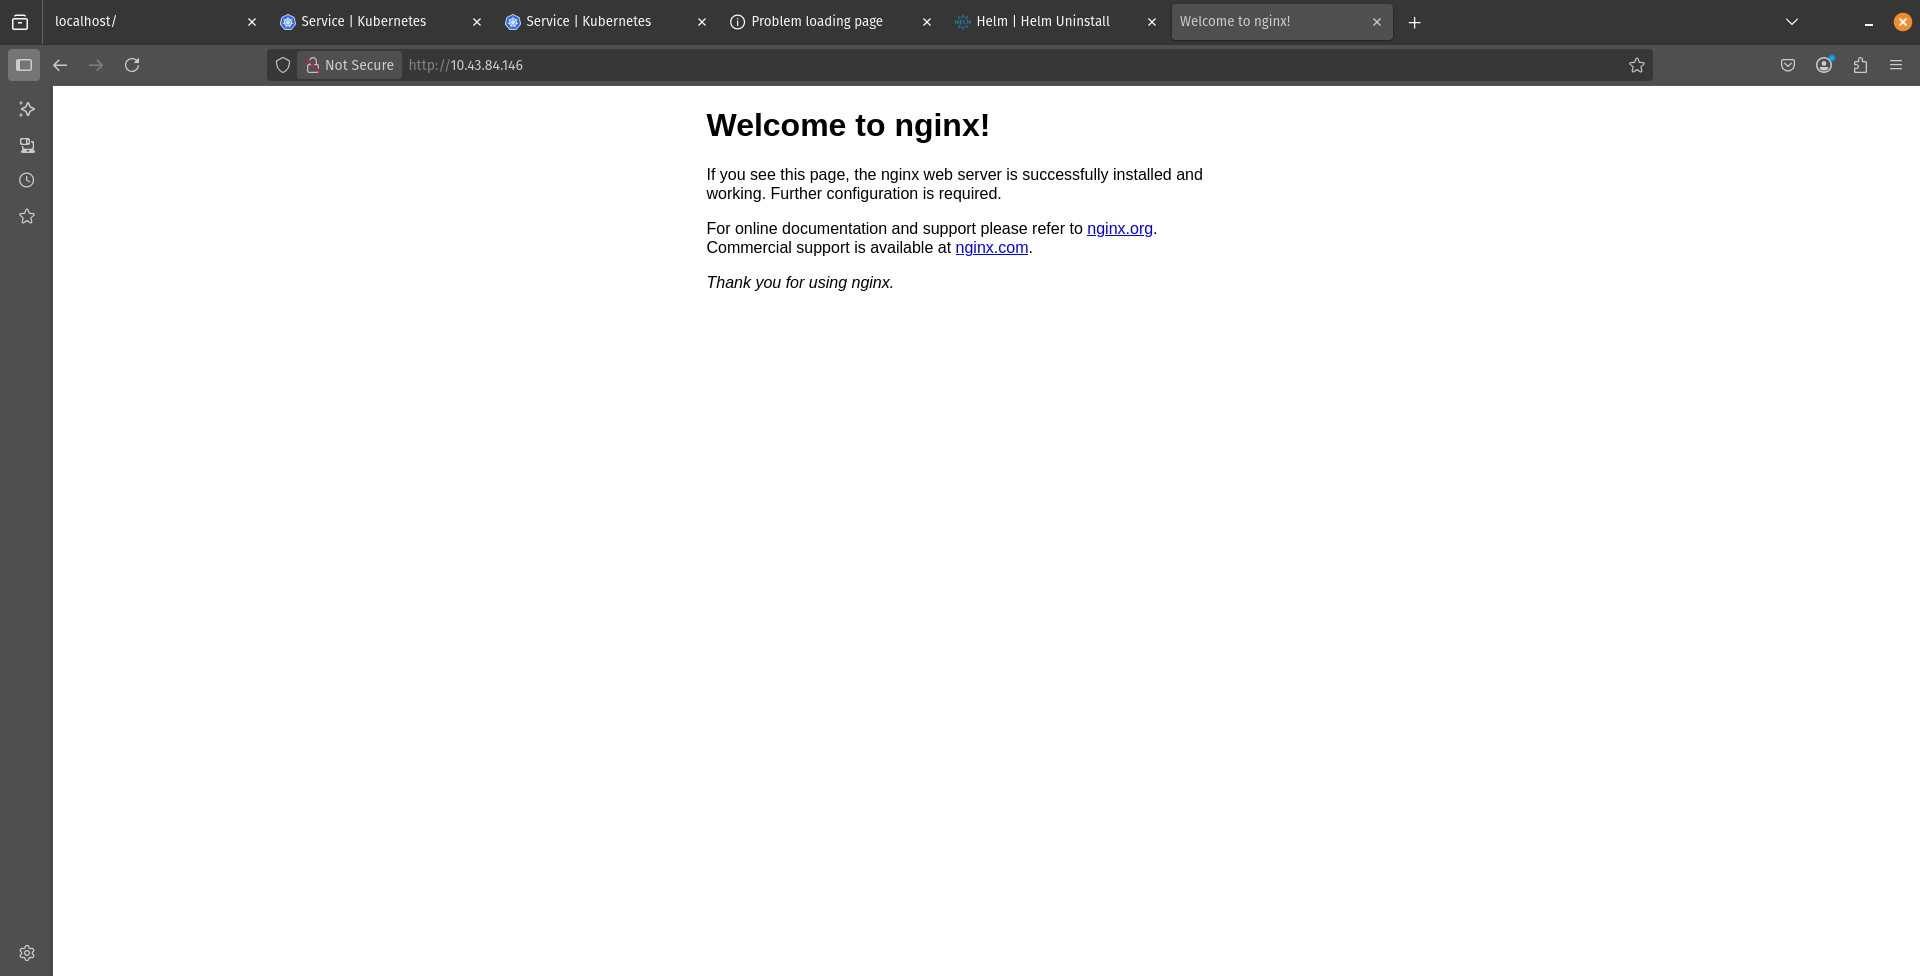 localhost/
Service | Kubernetes
Service | Kubernetes
Problem loading page
Helm | Helm Uninstall
Welcome to nginx!
Not Secure
http://10.43.84.146
Welcome to nginx!
If you see this page, the nginx web server is successfully installed and
working. Further configuration is required.
For online documentation and support please refer to nginx.org.
Commercial support is available at nginx.com.
Thank you for using nginx.